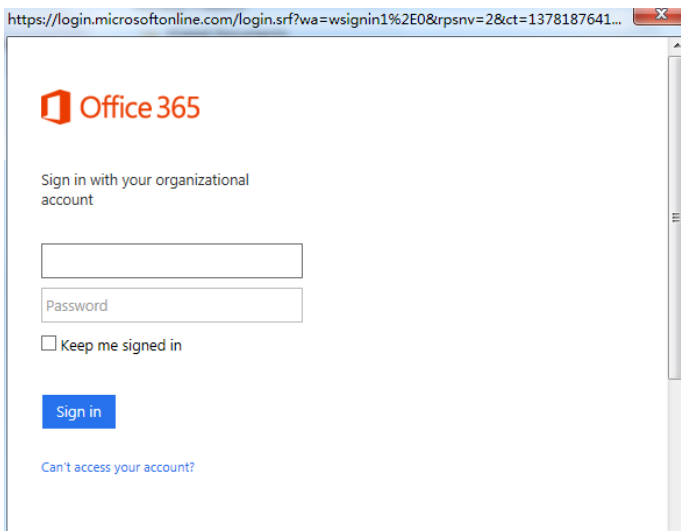 https://login.microsoftonline.com/login.srf?wa=wsignin1%2E0&rpsnv=2&ct=1378187641...
Office 365
Sign in with your organizational
account
Password
Keep me signed in
Sign in
Can't access your account?